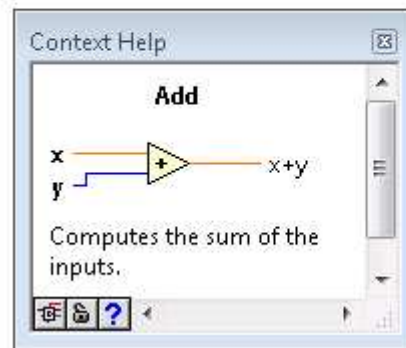 Context Help
Add
x
x+y
y
Computes the sum of the
inputs.
?